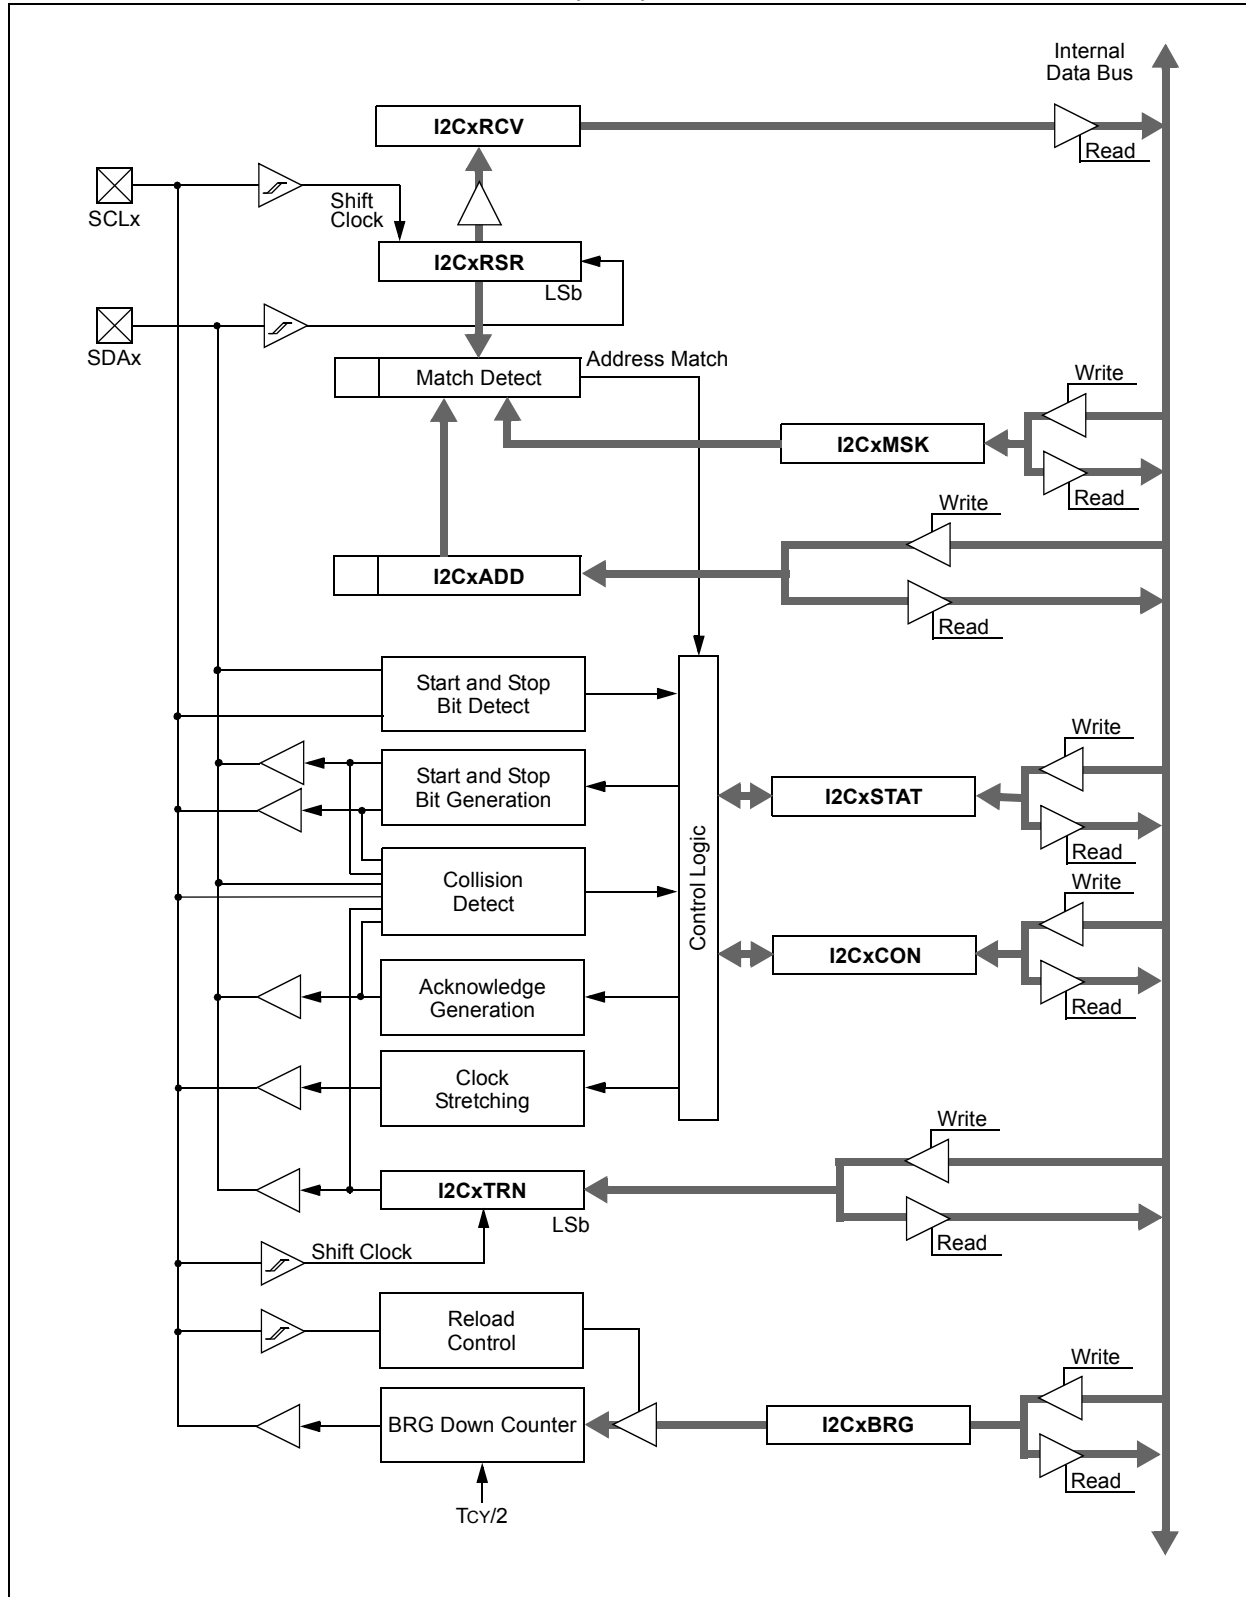 Internal
Data Bus
I2CxRCV
Read
SCLx
Shift
Clock
I2CxRSR
LSb
SDAx
Address Match
Match Detect
Write
I2CxMSK
Read
Write
I2CxADD
Read
Start and Stop
Bit Detect
Write
Start and Stop
Bit Generation
I2CxSTAT
Read
Control Logic
Collision
Detect
Write
I2CxCON
Read
Acknowledge
Generation
Clock
Stretching
Write
I2CxTRN
LSb
Read
Shift Clock
Reload
Control
Write
BRG Down Counter
I2CxBRG
Read
TCY/2